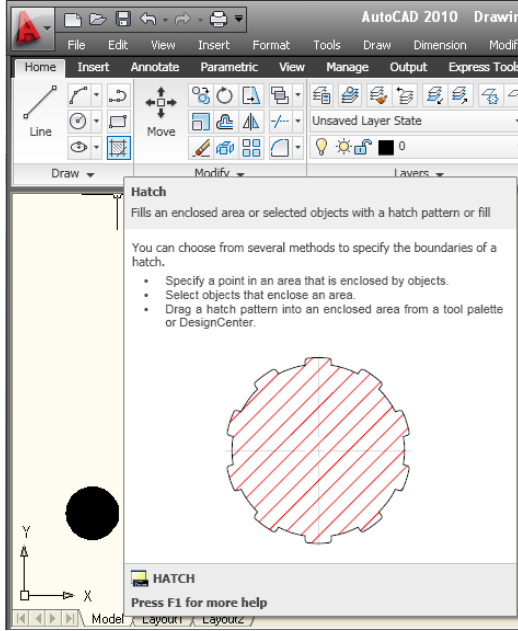 AutoCAD 2010 Drawin
File Edit View Insert Format Tools Draw Dimension Modif
Home Insert Annotate Parametric View Manage Output Express Tools
Line
Move
Unsaved Layer State
0
Draw Modify Layers
Hatch
Fills an enclosed area or selected objects with a hatch pattern or fill
You can choose from several methods to specify the boundaries of a
hatch.
• Specify a point in an area that is enclosed by objects.
• Select objects that enclose an area.
• Drag a hatch pattern into an enclosed area from a tool palette
or DesignCenter.
Y
X
HATCH
Press F1 for more help
Model Layout1 Layout2